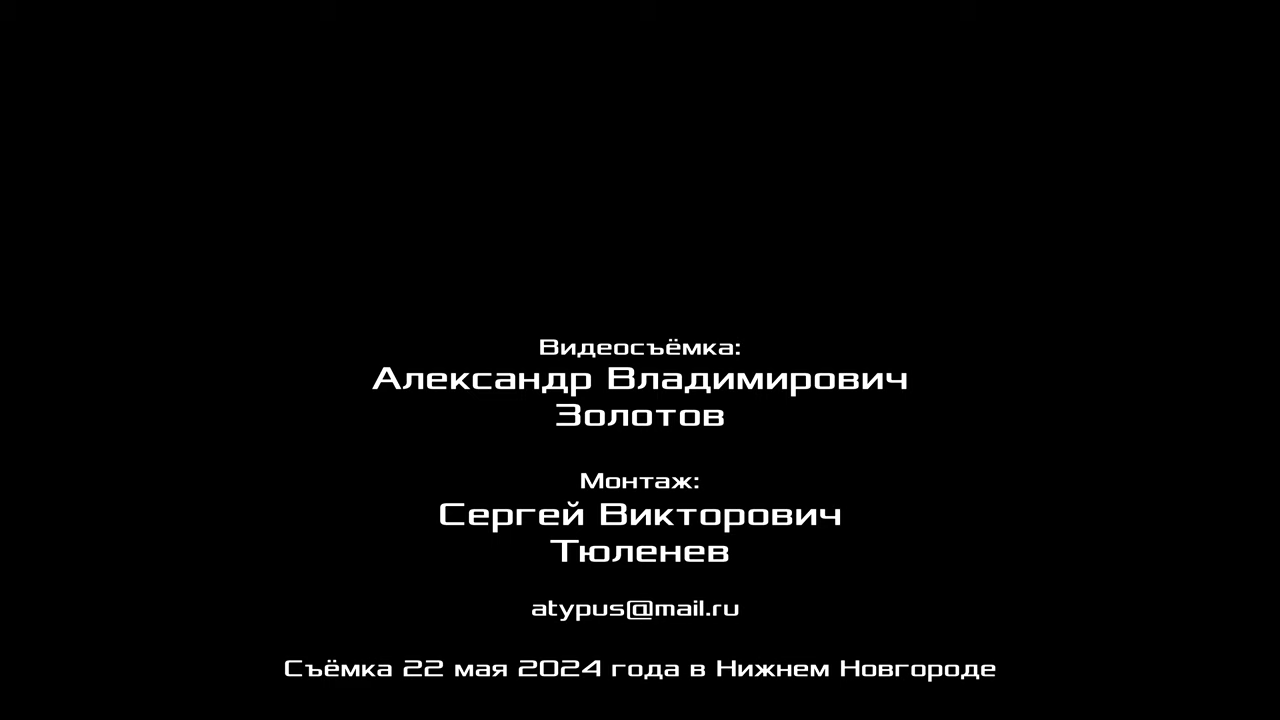 Видеосъёмка:
Александр Владимирович
Золотов
Монтаж:
Сергей Викторович
Тюленев
atypus@mail.ru
Съёмка 22 мая 2024 года в Нижнем Новгороде